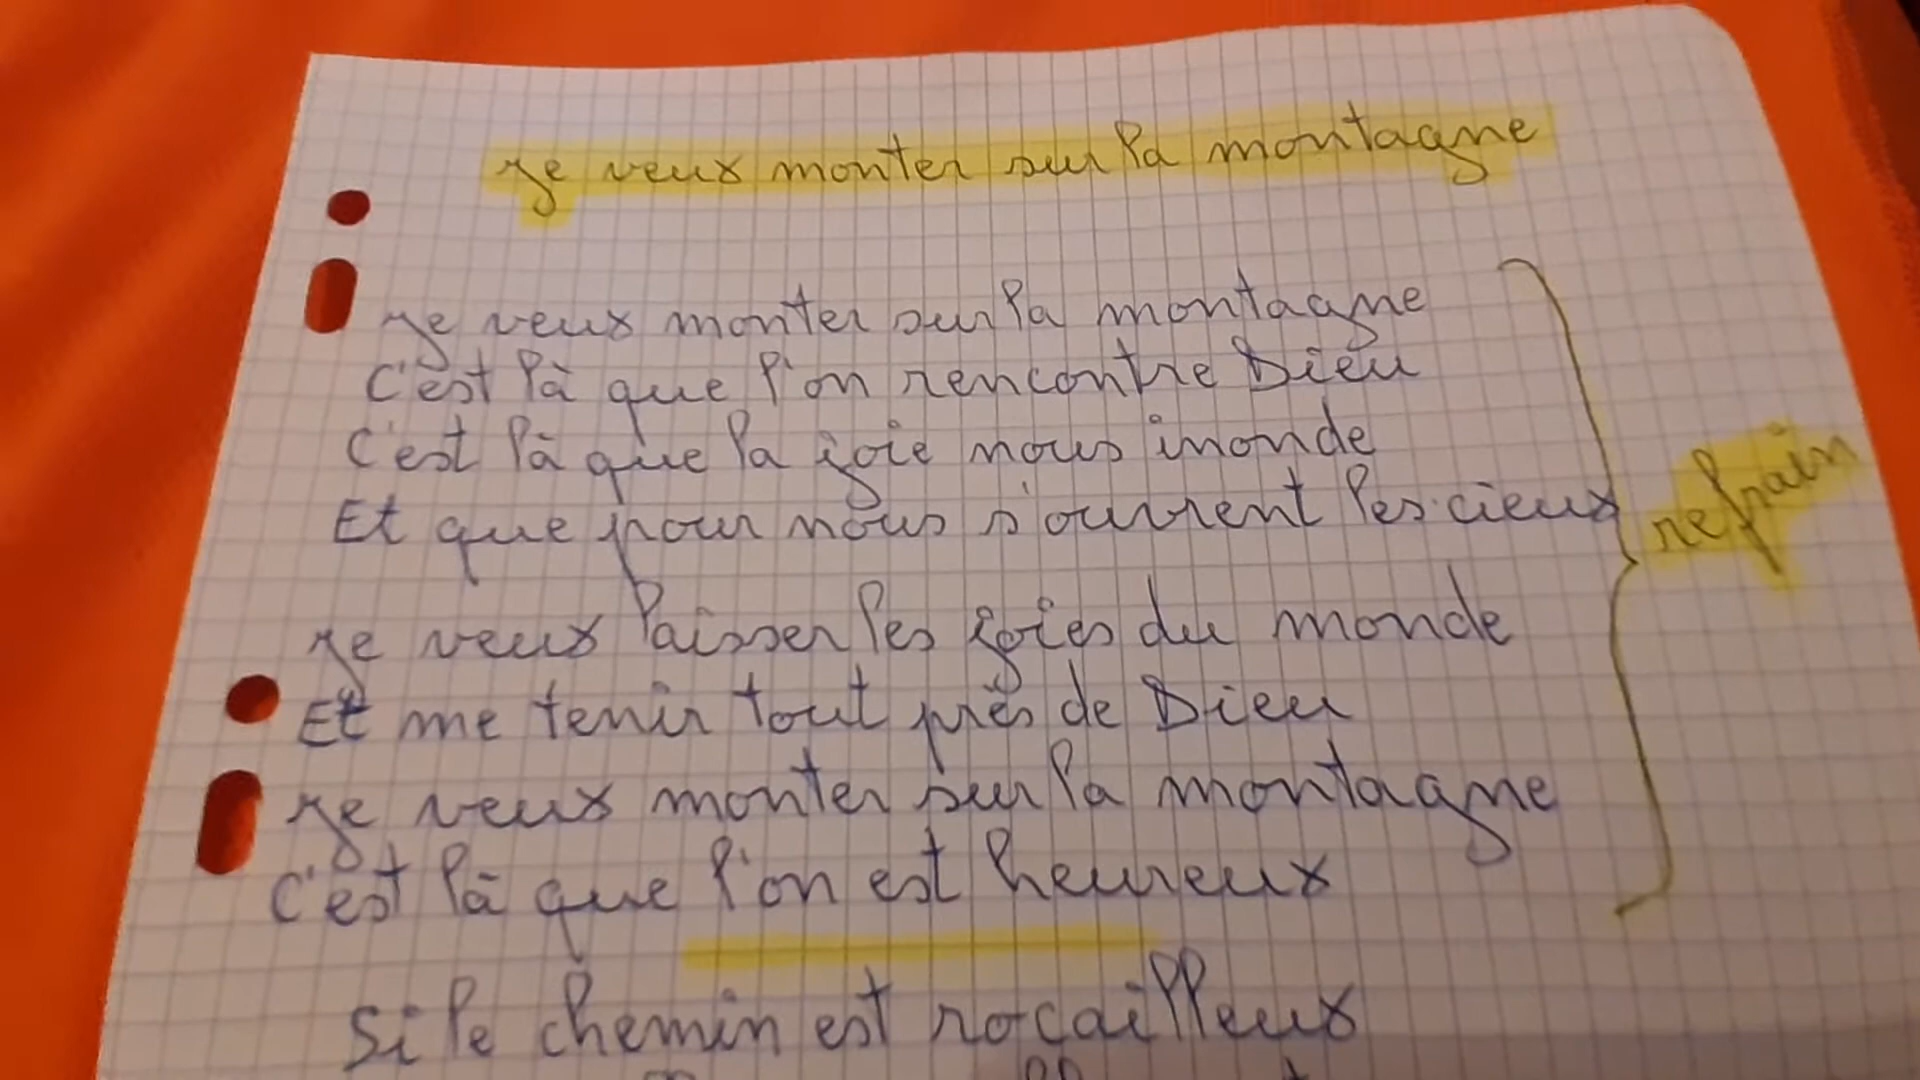 Je veux monter sur la montagne
Je veux monter sur la montagne
C'est là que l'on rencontre Dieu
C'est là que la joie nous inonde
Et que pour nous s'ouvrent les cieux
refrain
Je veux laisser les joies du monde
Et me tenir tout près de Dieu
Je veux monter sur la montagne
C'est là que l'on est heureux
Si le chemin est rocailleux